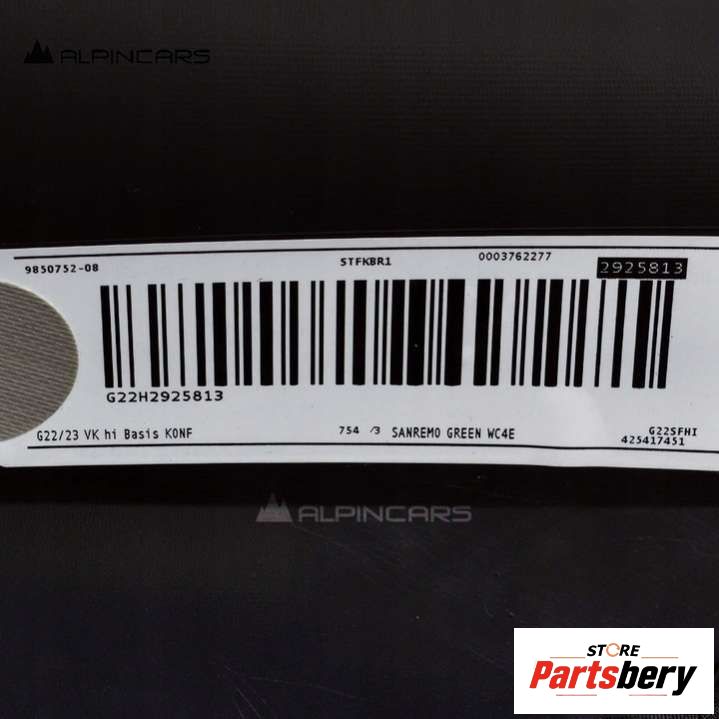 ALPINCARS
9850752-08 STFKBR1 0003762277 2925813
G22H2925813
G22/23 VK hi Basis KONF 754 /3 SANREMO GREEN WC4E G22SFHI
425417451
ALPINCARS
STORE
Partsbery